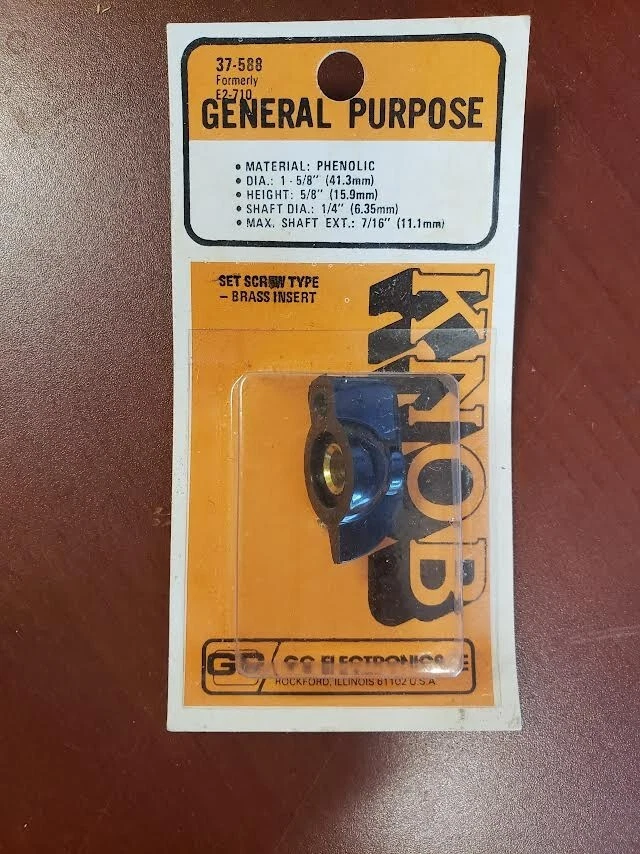 37-588
Formerly
E2-710
GENERAL PURPOSE
• MATERIAL: PHENOLIC
• DIA.: 1-5/8" (41.3mm)
• HEIGHT: 5/8" (15.9mm)
• SHAFT DIA.: 1/4" (6.35mm)
• MAX. SHAFT EXT.: 7/16" (11.1mm)
SET SCREW TYPE
– BRASS INSERT
KNOB
GC GC ELECTRONICS
ROCKFORD, ILLINOIS 61102 U.S.A